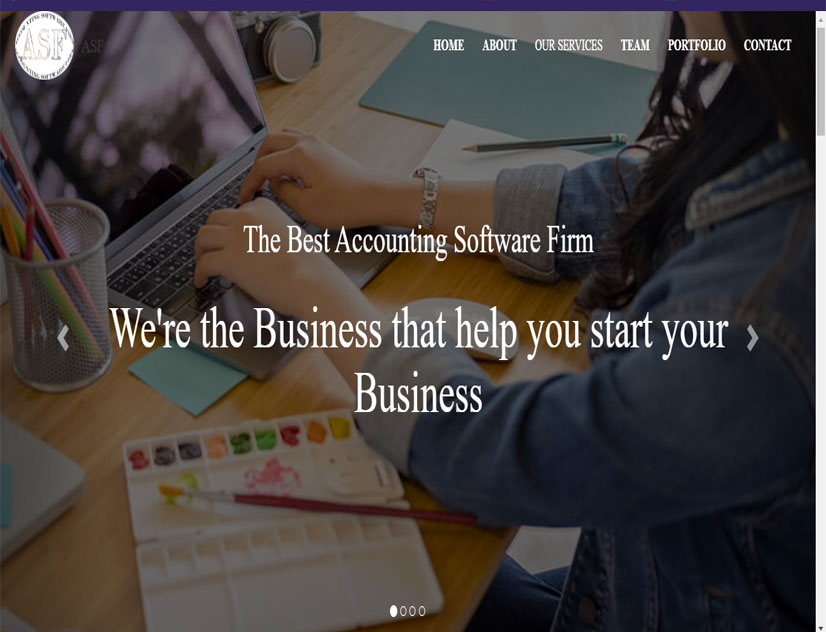 ASF
ASF
HOME ABOUT OUR SERVICES TEAM PORTFOLIO CONTACT
The Best Accounting Software Firm
We're the Business that help you start your
Business